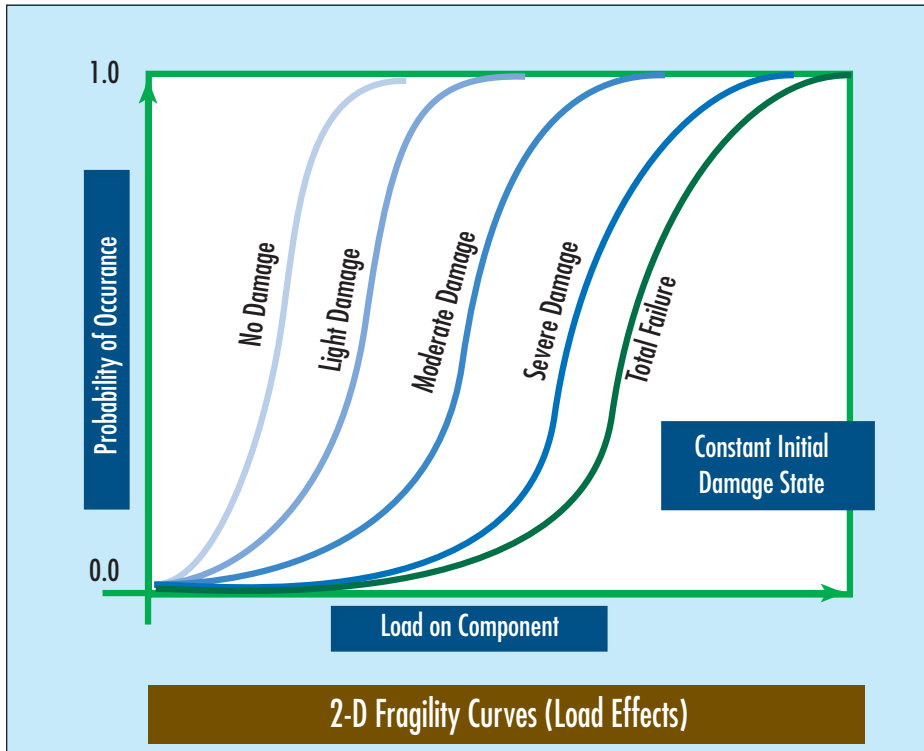 1.0
Probability of Occurance
No Damage
Light Damage
Moderate Damage
Severe Damage
Total Failure
Constant Initial
Damage State
0.0
Load on Component
2-D Fragility Curves (Load Effects)